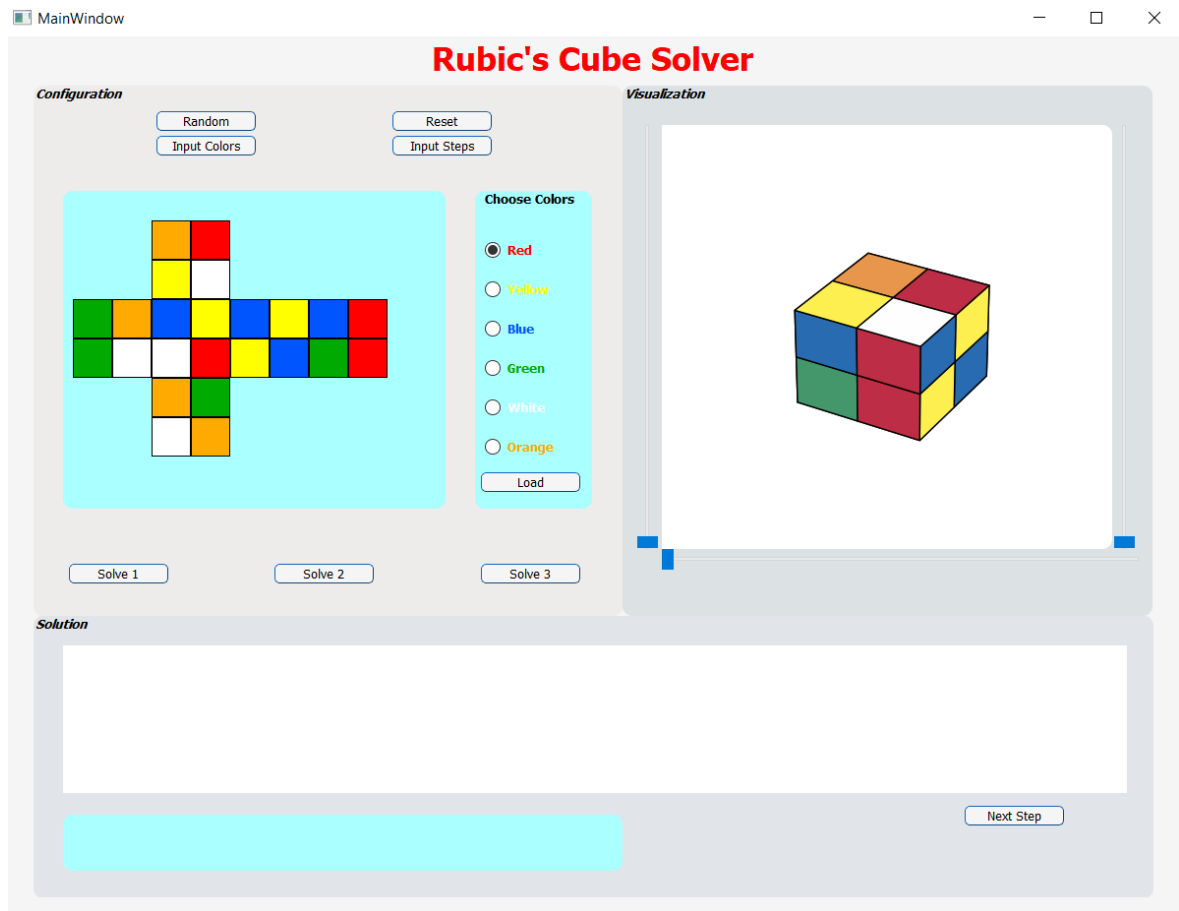 MainWindow
Rubic's Cube Solver
Configuration
Visualization
Random
Reset
Input Colors
Input Steps
Choose Colors
Red
Yellow
Blue
Green
White
Orange
Load
Solve 1
Solve 2
Solve 3
Solution
Next Step